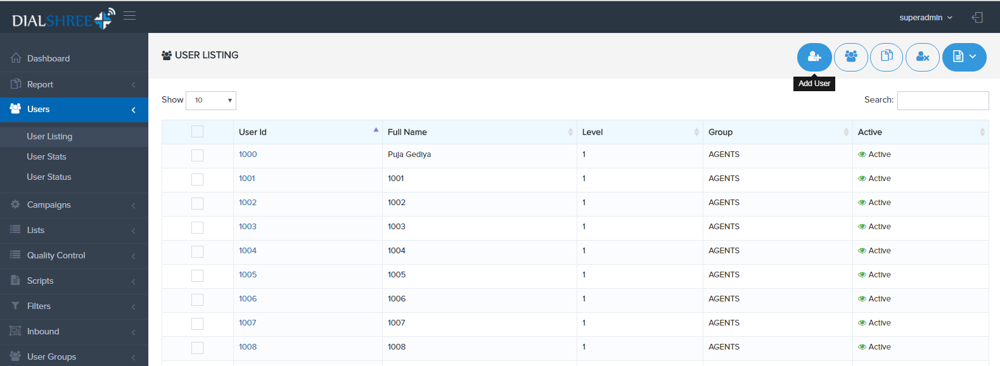 DIALSHREE
superadmin
Dashboard
Report
Users
User Listing
User Stats
User Status
Campaigns
Lists
Quality Control
Scripts
Filters
Inbound
User Groups
USER LISTING
Add User
Show 10
Search:
User Id Full Name Level Group Active
1000 Puja Gediya 1 AGENTS Active
1001 1001 1 AGENTS Active
1002 1002 1 AGENTS Active
1003 1003 1 AGENTS Active
1004 1004 1 AGENTS Active
1005 1005 1 AGENTS Active
1006 1006 1 AGENTS Active
1007 1007 1 AGENTS Active
1008 1008 1 AGENTS Active